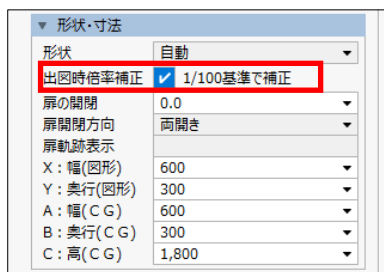 ▼ 形状・寸法
形状 自動
出図時倍率補正 1/100基準で補正
扉の開閉 0.0
扉開閉方向 両開き
扉軌跡表示
X:幅(図形) 600
Y:奥行(図形) 300
A:幅(CG) 600
B:奥行(CG) 300
C:高(CG) 1,800